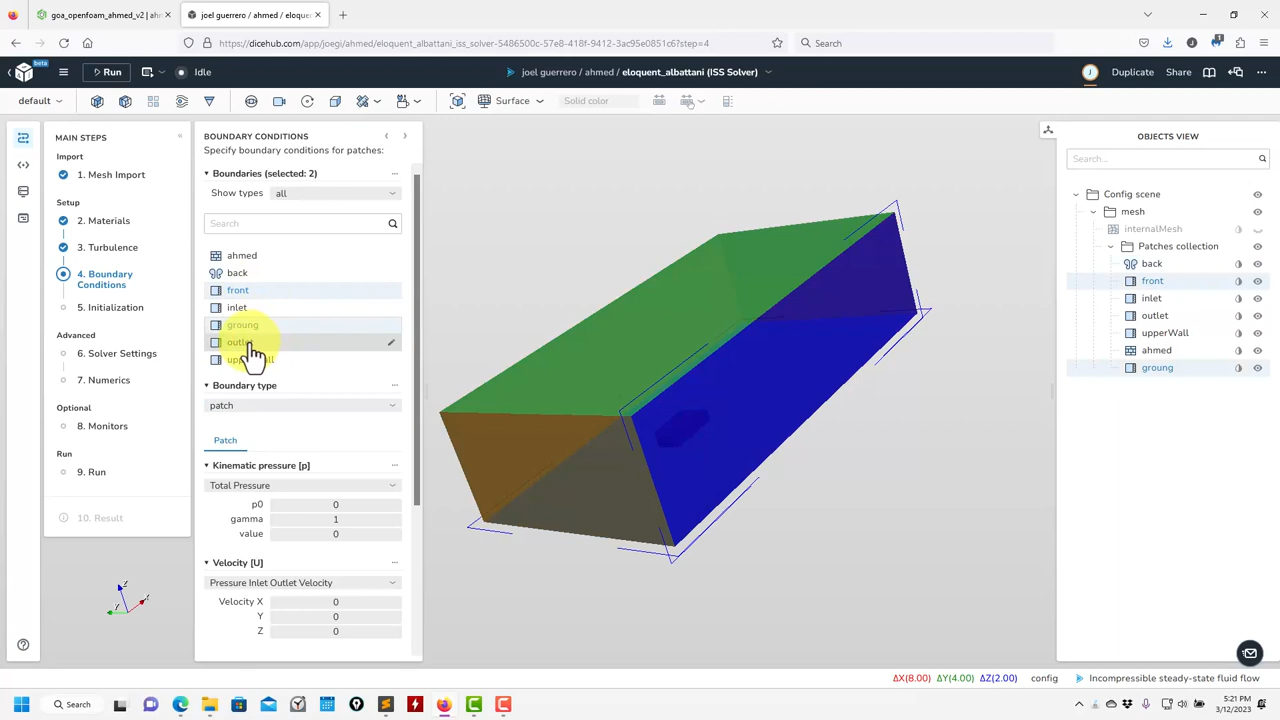 goa_openfoam_ahmed_v2 | ahm
joel guerrero / ahmed / eloquen
https://dicehub.com/app/joegi/ahmed/eloquent_albattani_iss_solver-5466500c-57e8-418f-9412-3ac95e0851c6?step=4
Search
beta
Run
Idle
joel guerrero / ahmed / eloquent_albattani (ISS Solver)
J
Duplicate
Share
default
Surface
Solid color
MAIN STEPS
Import
1. Mesh Import
Setup
2. Materials
3. Turbulence
4. Boundary
Conditions
5. Initialization
Advanced
6. Solver Settings
7. Numerics
Optional
8. Monitors
Run
9. Run
10. Result
BOUNDARY CONDITIONS
Specify boundary conditions for patches:
Boundaries (selected: 2)
Show types
all
Search
ahmed
back
front
inlet
groung
Boundary type
patch
Patch
Kinematic pressure [p]
Total Pressure
p0
0
gamma
1
value
0
Velocity [U]
Pressure Inlet Outlet Velocity
Velocity X
0
Y
0
Z
0
OBJECTS VIEW
Search...
Config scene
mesh
internalMesh
Patches collection
back
front
inlet
outlet
upperWall
ahmed
groung
ΔX(8.00)
ΔY(4.00)
ΔZ(2.00)
config
Incompressible steady-state fluid flow
Search
5:21 PM
3/12/2023